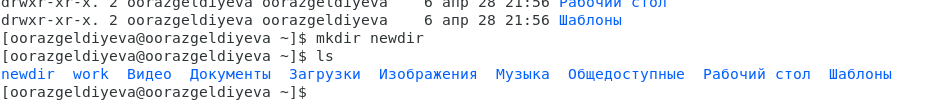 drwxr-xr-x. 2 oorazgeldiyeva oorazgeldiyeva    6 апр 28 21:56 Рабочий стол
drwxr-xr-x. 2 oorazgeldiyeva oorazgeldiyeva    6 апр 28 21:56 Шаблоны
[oorazgeldiyeva@oorazgeldiyeva ~]$ mkdir newdir
[oorazgeldiyeva@oorazgeldiyeva ~]$ ls
newdir  work  Видео  Документы  Загрузки  Изображения  Музыка  Общедоступные  Рабочий стол  Шаблоны
[oorazgeldiyeva@oorazgeldiyeva ~]$